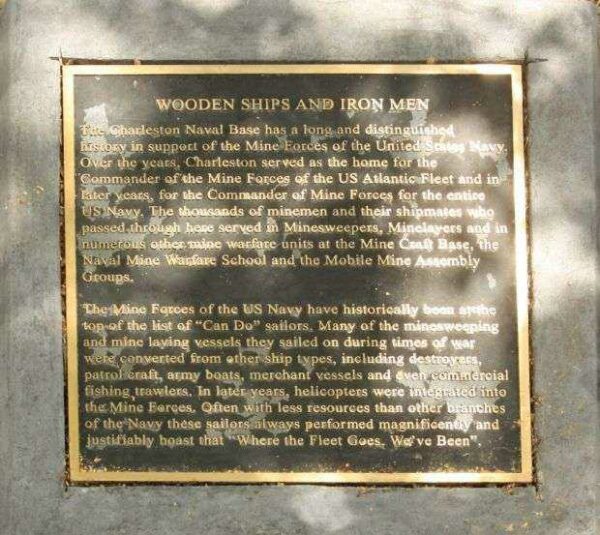 WOODEN SHIPS AND IRON MEN
The Charleston Naval Base has a long and distinguished
history in support of the Mine Forces of the United States Navy.
Over the years, Charleston served as the home for the
Commander of the Mine Forces of the US Atlantic Fleet and in
later years, for the Commander of Mine Forces for the entire
US Navy. The thousands of minemen and their shipmates who
passed through here served in Minesweepers, Minelayers and in
numerous other mine warfare units at the Mine Craft Base, the
Naval Mine Warfare School and the Mobile Mine Assembly
Groups.
The Mine Forces of the US Navy have historically been at the
top of the list of "Can Do" sailors. Many of the minesweeping
and mine laying vessels they sailed on during times of war
were converted from other ship types, including destroyers,
patrol craft, army boats, merchant vessels and even commercial
fishing trawlers. In later years, helicopters were integrated into
the Mine Forces. Often with less resources than other branches
of the Navy these sailors always performed magnificently and
justifiably boast that "Where the Fleet Goes, We've Been".